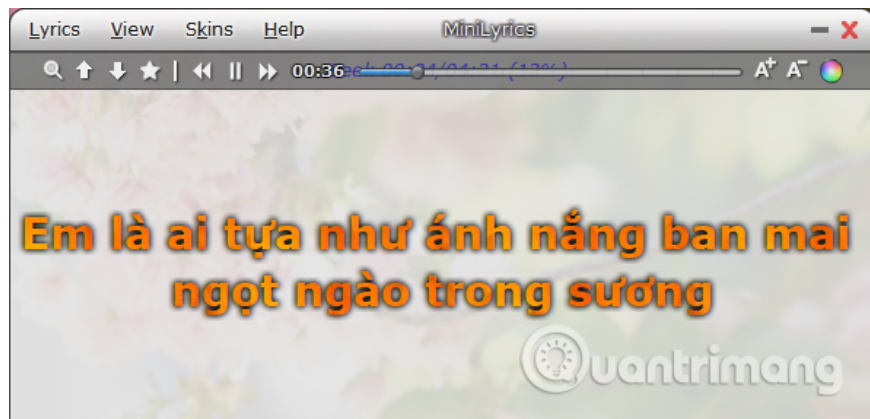 Lyrics View Skins Help MiniLyrics
00:36 A+ A-
Em là ai tựa như ánh nắng ban mai
ngọt ngào trong sương
Quantrimang